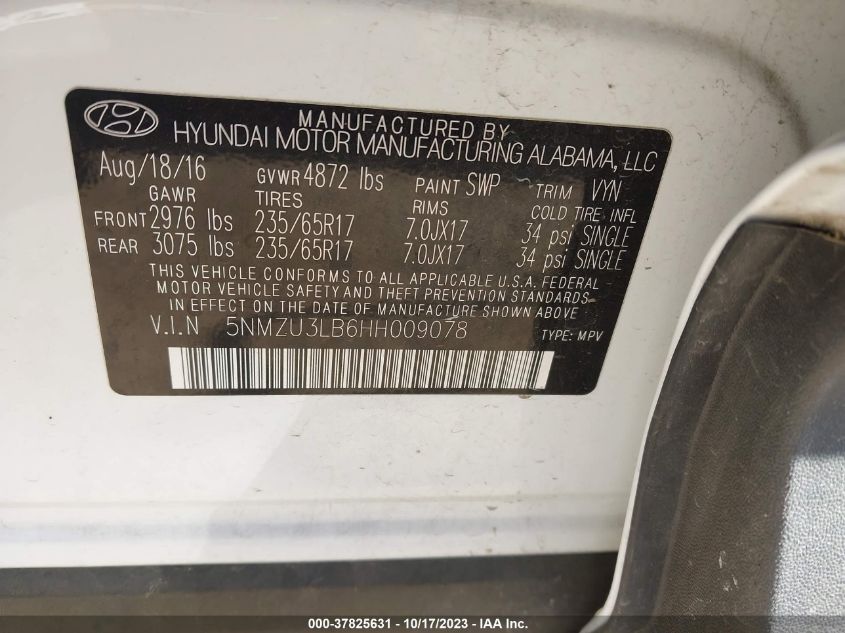 MANUFACTURED BY
HYUNDAI MOTOR MANUFACTURING ALABAMA, LLC
Aug/18/16 GVWR 4872 lbs PAINT SWP TRIM VYN
GAWR TIRES RIMS COLD TIRE INFL
FRONT 2976 lbs 235/65R17 7.0JX17 34 psi SINGLE
REAR 3075 lbs 235/65R17 7.0JX17 34 psi SINGLE
THIS VEHICLE CONFORMS TO ALL APPLICABLE U.S.A. FEDERAL
MOTOR VEHICLE SAFETY AND THEFT PREVENTION STANDARDS
IN EFFECT ON THE DATE OF MANUFACTURE SHOWN ABOVE
V.I.N 5NMZU3LB6HH009078 TYPE: MPV
000-37825631 - 10/17/2023 - IAA Inc.